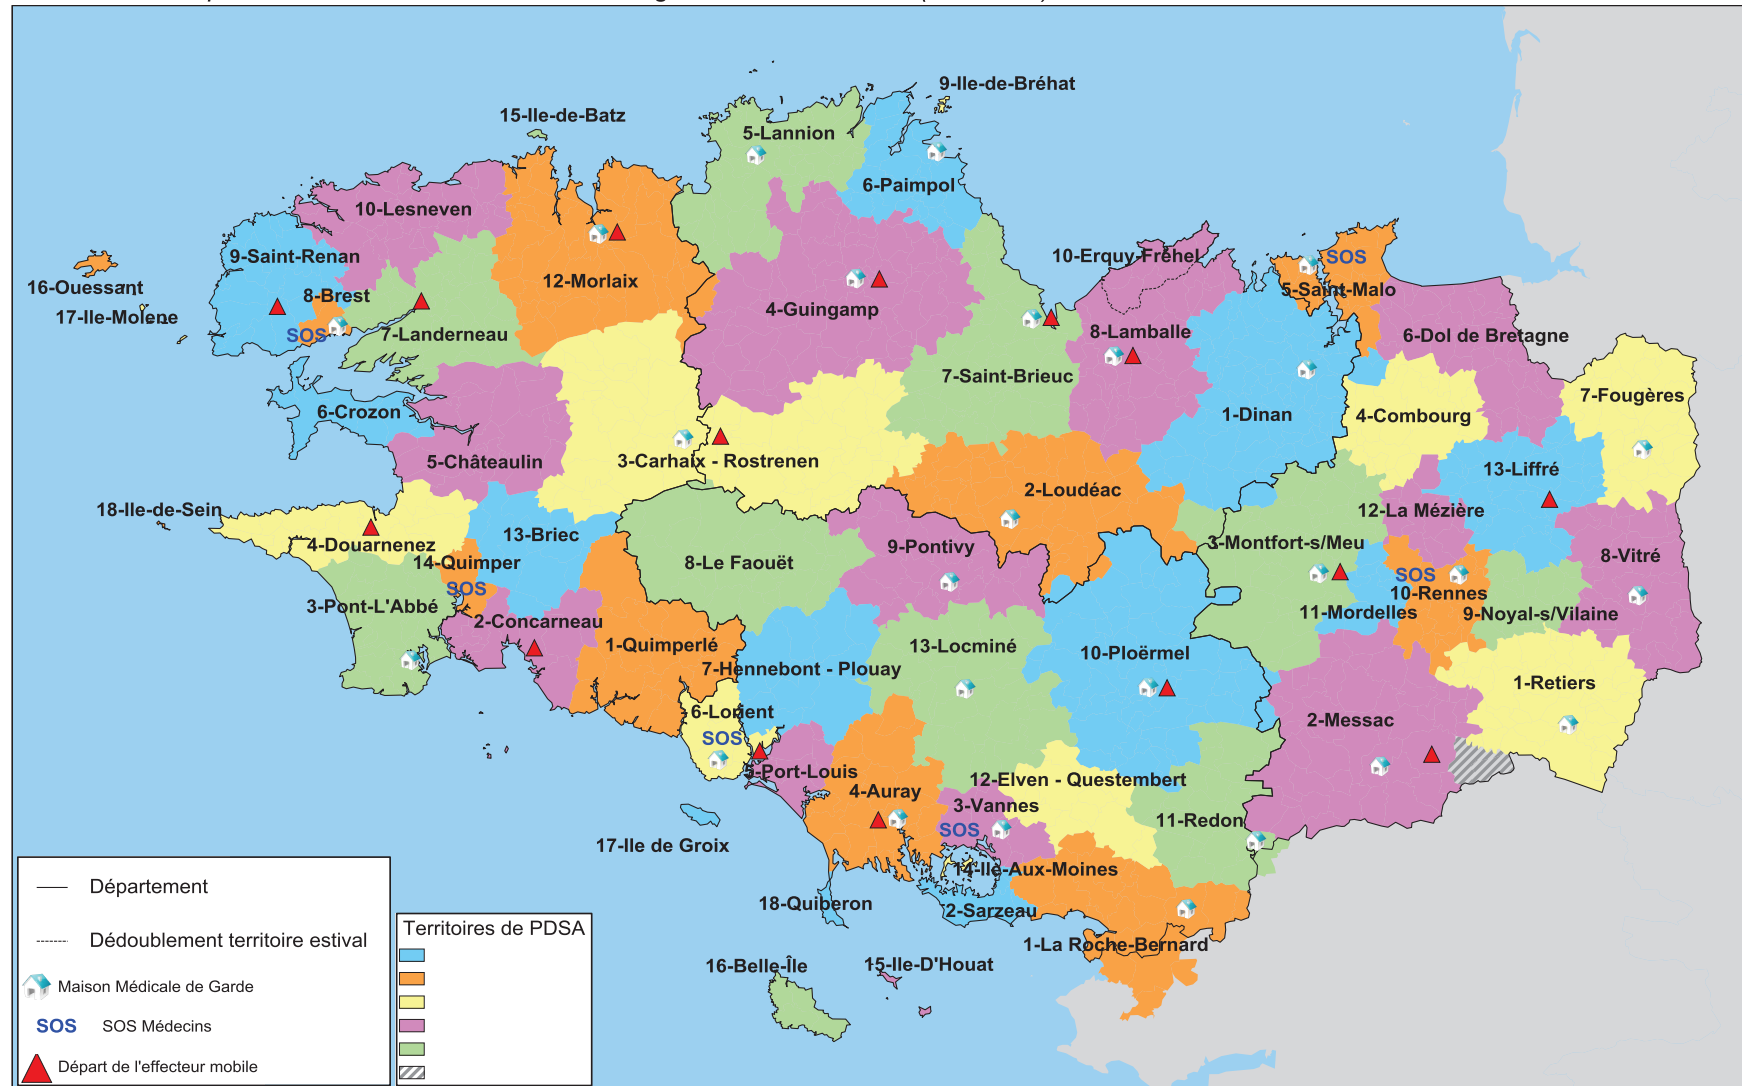 9-Ile-de-Bréhat
15-Ile-de-Batz
5-Lannion
6-Paimpol
10-Lesneven
9-Saint-Renan
10-Erquy-Fréhel
SOS
16-Ouessant
12-Morlaix
5-Saint-Malo
8-Brest
17-Ile-Molene
4-Guingamp
SOS
7-Landerneau
8-Lamballe
6-Dol de Bretagne
7-Saint-Brieuc
7-Fougères
6-Crozon
1-Dinan
4-Combourg
5-Châteaulin
3-Carhaix - Rostrenen
13-Liffré
2-Loudéac
18-Ile-de-Sein
12-La Mézière
4-Douarnenez
13-Briec
9-Pontivy
3-Montfort-s/Meu
8-Vitré
14-Quimper
8-Le Faouët
SOS
SOS
10-Rennes
3-Pont-L'Abbé
2-Concarneau
11-Mordelles
9-Noyal-s/Vilaine
1-Quimperlé
13-Locminé
10-Ploërmel
7-Hennebont - Plouay
1-Retiers
6-Lorient
2-Messac
SOS
5-Port-Louis
12-Elven - Questembert
4-Auray
3-Vannes
11-Redon
SOS
17-Ile de Groix
14-Ile-Aux-Moines
18-Quiberon
2-Sarzeau
1-La Roche-Bernard
16-Belle-Île
15-Ile-D'Houat
Département
Dédoublement territoire estival
Maison Médicale de Garde
SOS SOS Médecins
Départ de l'effecteur mobile
Territoires de PDSA